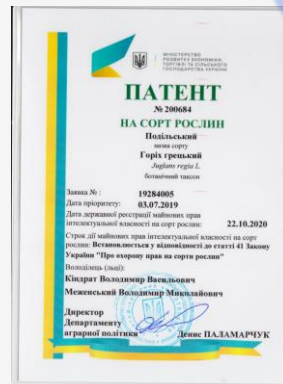 МІНІСТЕРСТВО
РОЗВИТКУ ЕКОНОМІКИ,
ТОРГІВЛІ ТА СІЛЬСЬКОГО
ГОСПОДАРСТВА УКРАЇНИ
ПАТЕНТ
№ 200684
НА СОРТ РОСЛИН
Подільський
назва сорту
Горіх грецький
Juglans regia L.
ботанічний таксон
Заявка № : 19284005
Дата пріоритету: 03.07.2019
Дата державної реєстрації майнових прав
інтелектуальної власності на сорт рослин: 22.10.2020
Строк дії майнових прав інтелектуальної власності на сорт
рослин: Встановлюється у відповідності до статті 41 Закону
України "Про охорону прав на сорти рослин"
Володілець (льці):
Кіндрат Володимир Васильович
Меженський Володимир Миколайович
Директор
Департаменту
аграрної політики Денис ПАЛАМАРЧУК